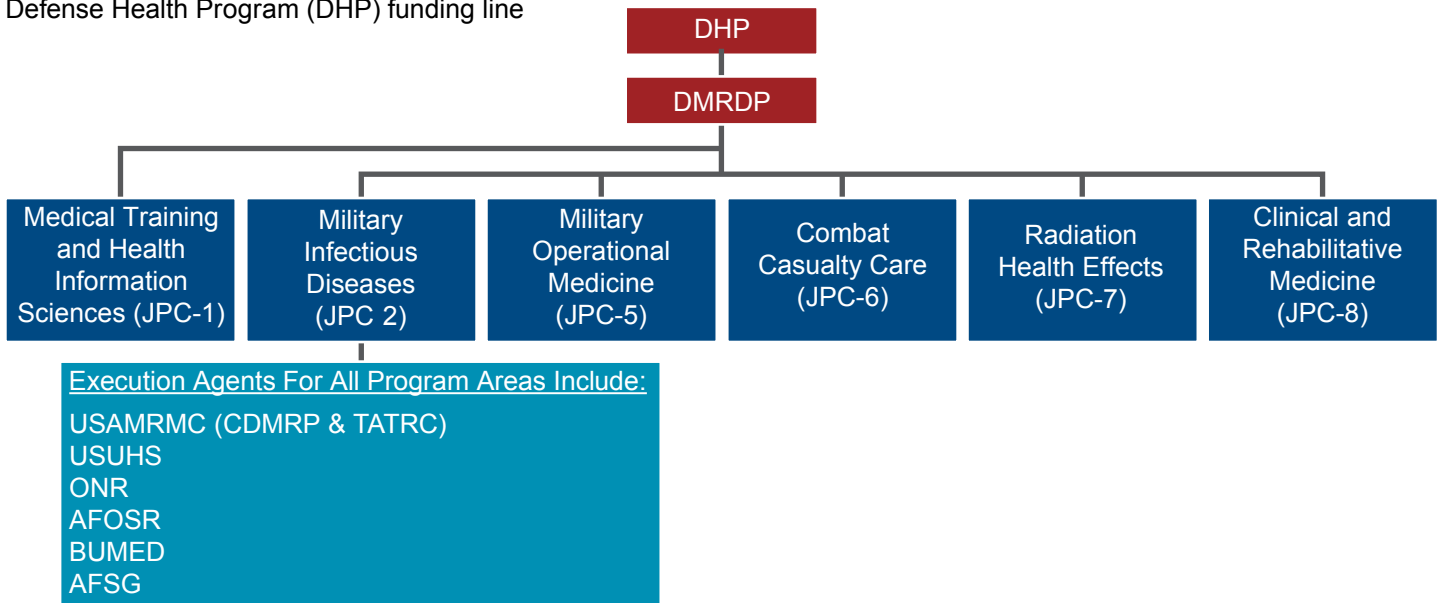 Defense Health Program (DHP) funding line
DHP
DMRDP
Medical Training
and Health
Information
Sciences (JPC-1)
Military
Infectious
Diseases
(JPC 2)
Military
Operational
Medicine
(JPC-5)
Combat
Casualty Care
(JPC-6)
Radiation
Health Effects
(JPC-7)
Clinical and
Rehabilitative
Medicine
(JPC-8)
Execution Agents For All Program Areas Include:
USAMRMC (CDMRP & TATRC)
USUHS
ONR
AFOSR
BUMED
AFSG